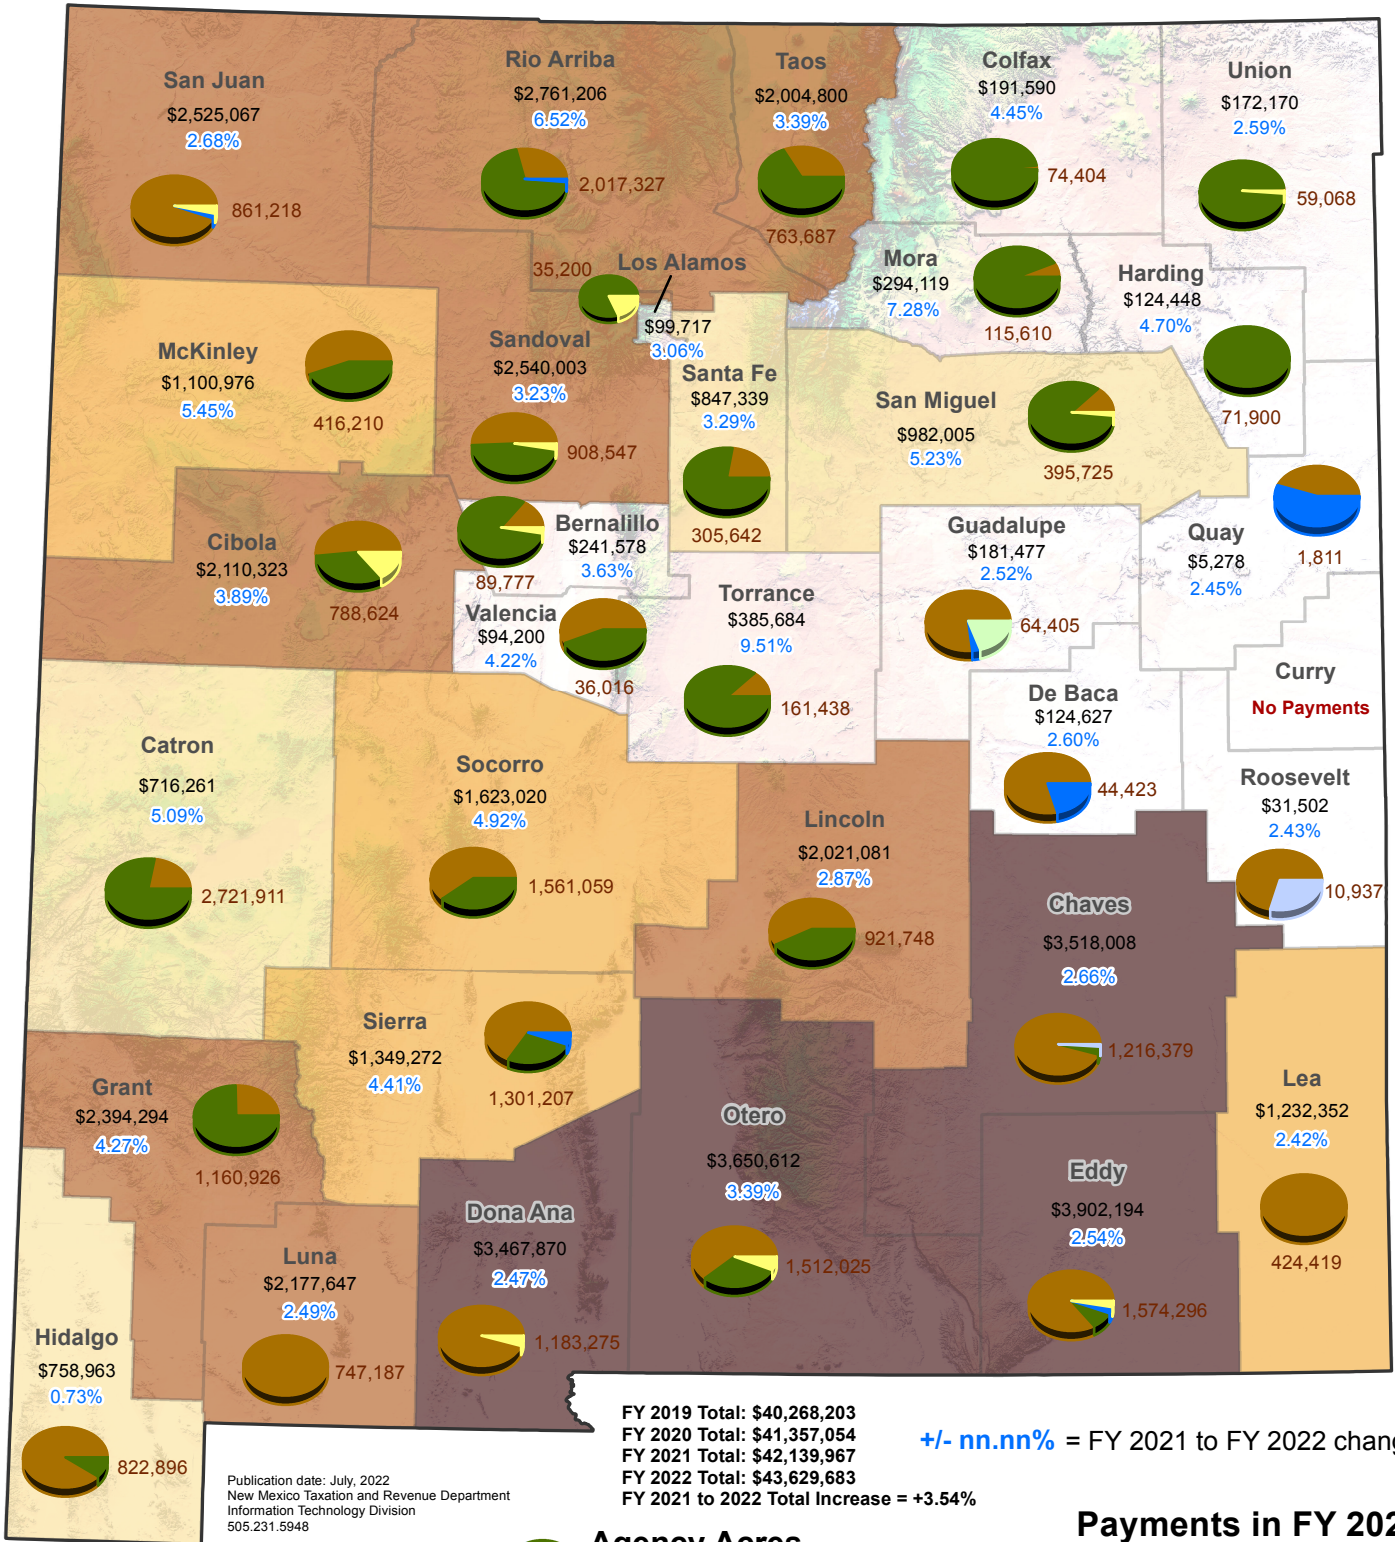 San Juan
$2,525,067
2.68%
861,218
Rio Arriba
$2,761,206
6.52%
2,017,327
Taos
$2,004,800
3.39%
763,687
Colfax
$191,590
4.45%
74,404
Union
$172,170
2.59%
59,068
35,200
Los Alamos
$99,717
3.06%
Mora
$294,119
7.28%
115,610
Harding
$124,448
4.70%
71,900
McKinley
$1,100,976
5.45%
416,210
Sandoval
$2,540,003
3.23%
908,547
Santa Fe
$847,339
3.29%
305,642
San Miguel
$982,005
5.23%
395,725
Cibola
$2,110,323
3.89%
788,624
Bernalillo
$241,578
3.63%
89,777
Guadalupe
$181,477
2.52%
64,405
Quay
$5,278
2.45%
1,811
Valencia
$94,200
4.22%
36,016
Torrance
$385,684
9.51%
161,438
Curry
No Payments
De Baca
$124,627
2.60%
44,423
Catron
$716,261
5.09%
2,721,911
Socorro
$1,623,020
4.92%
1,561,059
Lincoln
$2,021,081
2.87%
921,748
Roosevelt
$31,502
2.43%
10,937
Chaves
$3,518,008
2.66%
1,216,379
Sierra
$1,349,272
4.41%
1,301,207
Grant
$2,394,294
4.27%
1,160,926
Otero
$3,650,612
3.39%
1,512,025
Lea
$1,232,352
2.42%
424,419
Eddy
$3,902,194
2.54%
1,574,296
Dona Ana
$3,467,870
2.47%
1,183,275
Luna
$2,177,647
2.49%
747,187
Hidalgo
$758,963
0.73%
822,896
FY 2019 Total: $40,268,203
FY 2020 Total: $41,357,054
FY 2021 Total: $42,139,967
FY 2022 Total: $43,629,683
FY 2021 to 2022 Total Increase = +3.54%
+/- nn.nn% = FY 2021 to FY 2022 chang
Publication date: July, 2022
New Mexico Taxation and Revenue Department
Information Technology Division
505.231.5948
Agency Acres
Payments in FY 202